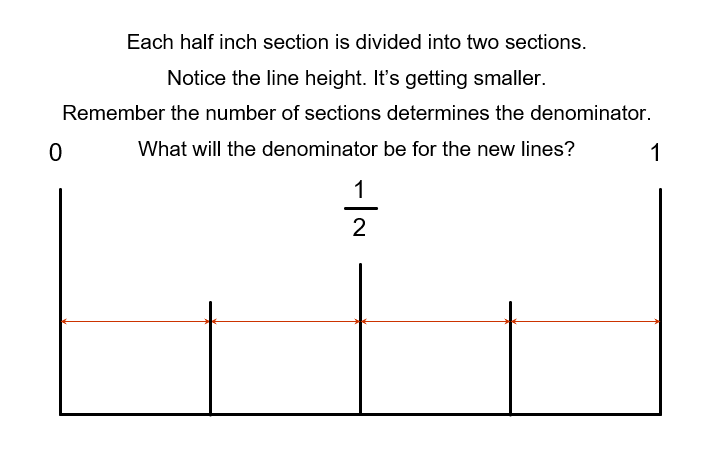 Each half inch section is divided into two sections.
Notice the line height. It’s getting smaller.
Remember the number of sections determines the denominator.
What will the denominator be for the new lines?
0
1
1
2